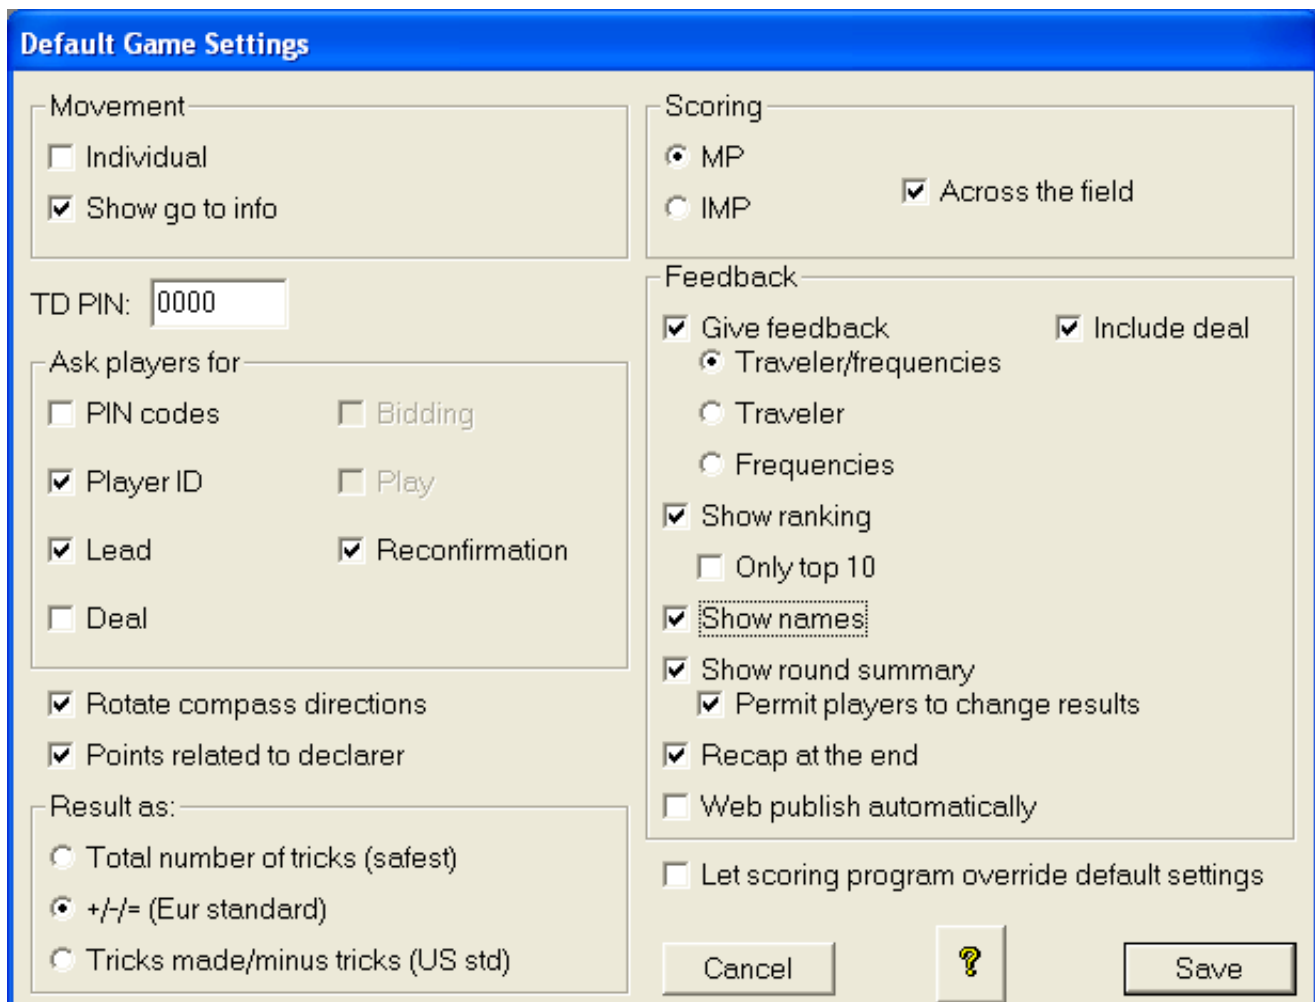 Default Game Settings
Movement
Individual
Show go to info
TD PIN: 0000
Ask players for
PIN codes
Bidding
Player ID
Play
Lead
Reconfirmation
Deal
Rotate compass directions
Points related to declarer
Result as:
Total number of tricks (safest)
+/-/= (Eur standard)
Tricks made/minus tricks (US std)
Scoring
MP
IMP
Across the field
Feedback
Give feedback
Include deal
Traveler/frequencies
Traveler
Frequencies
Show ranking
Only top 10
Show names
Show round summary
Permit players to change results
Recap at the end
Web publish automatically
Let scoring program override default settings
Cancel
?
Save